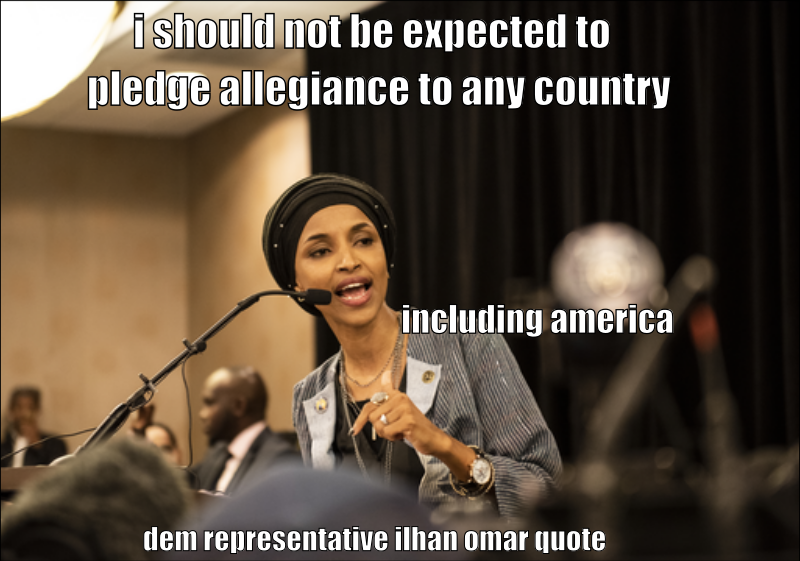 i should not be expected to
pledge allegiance to any country
including america
dem representative ilhan omar quote